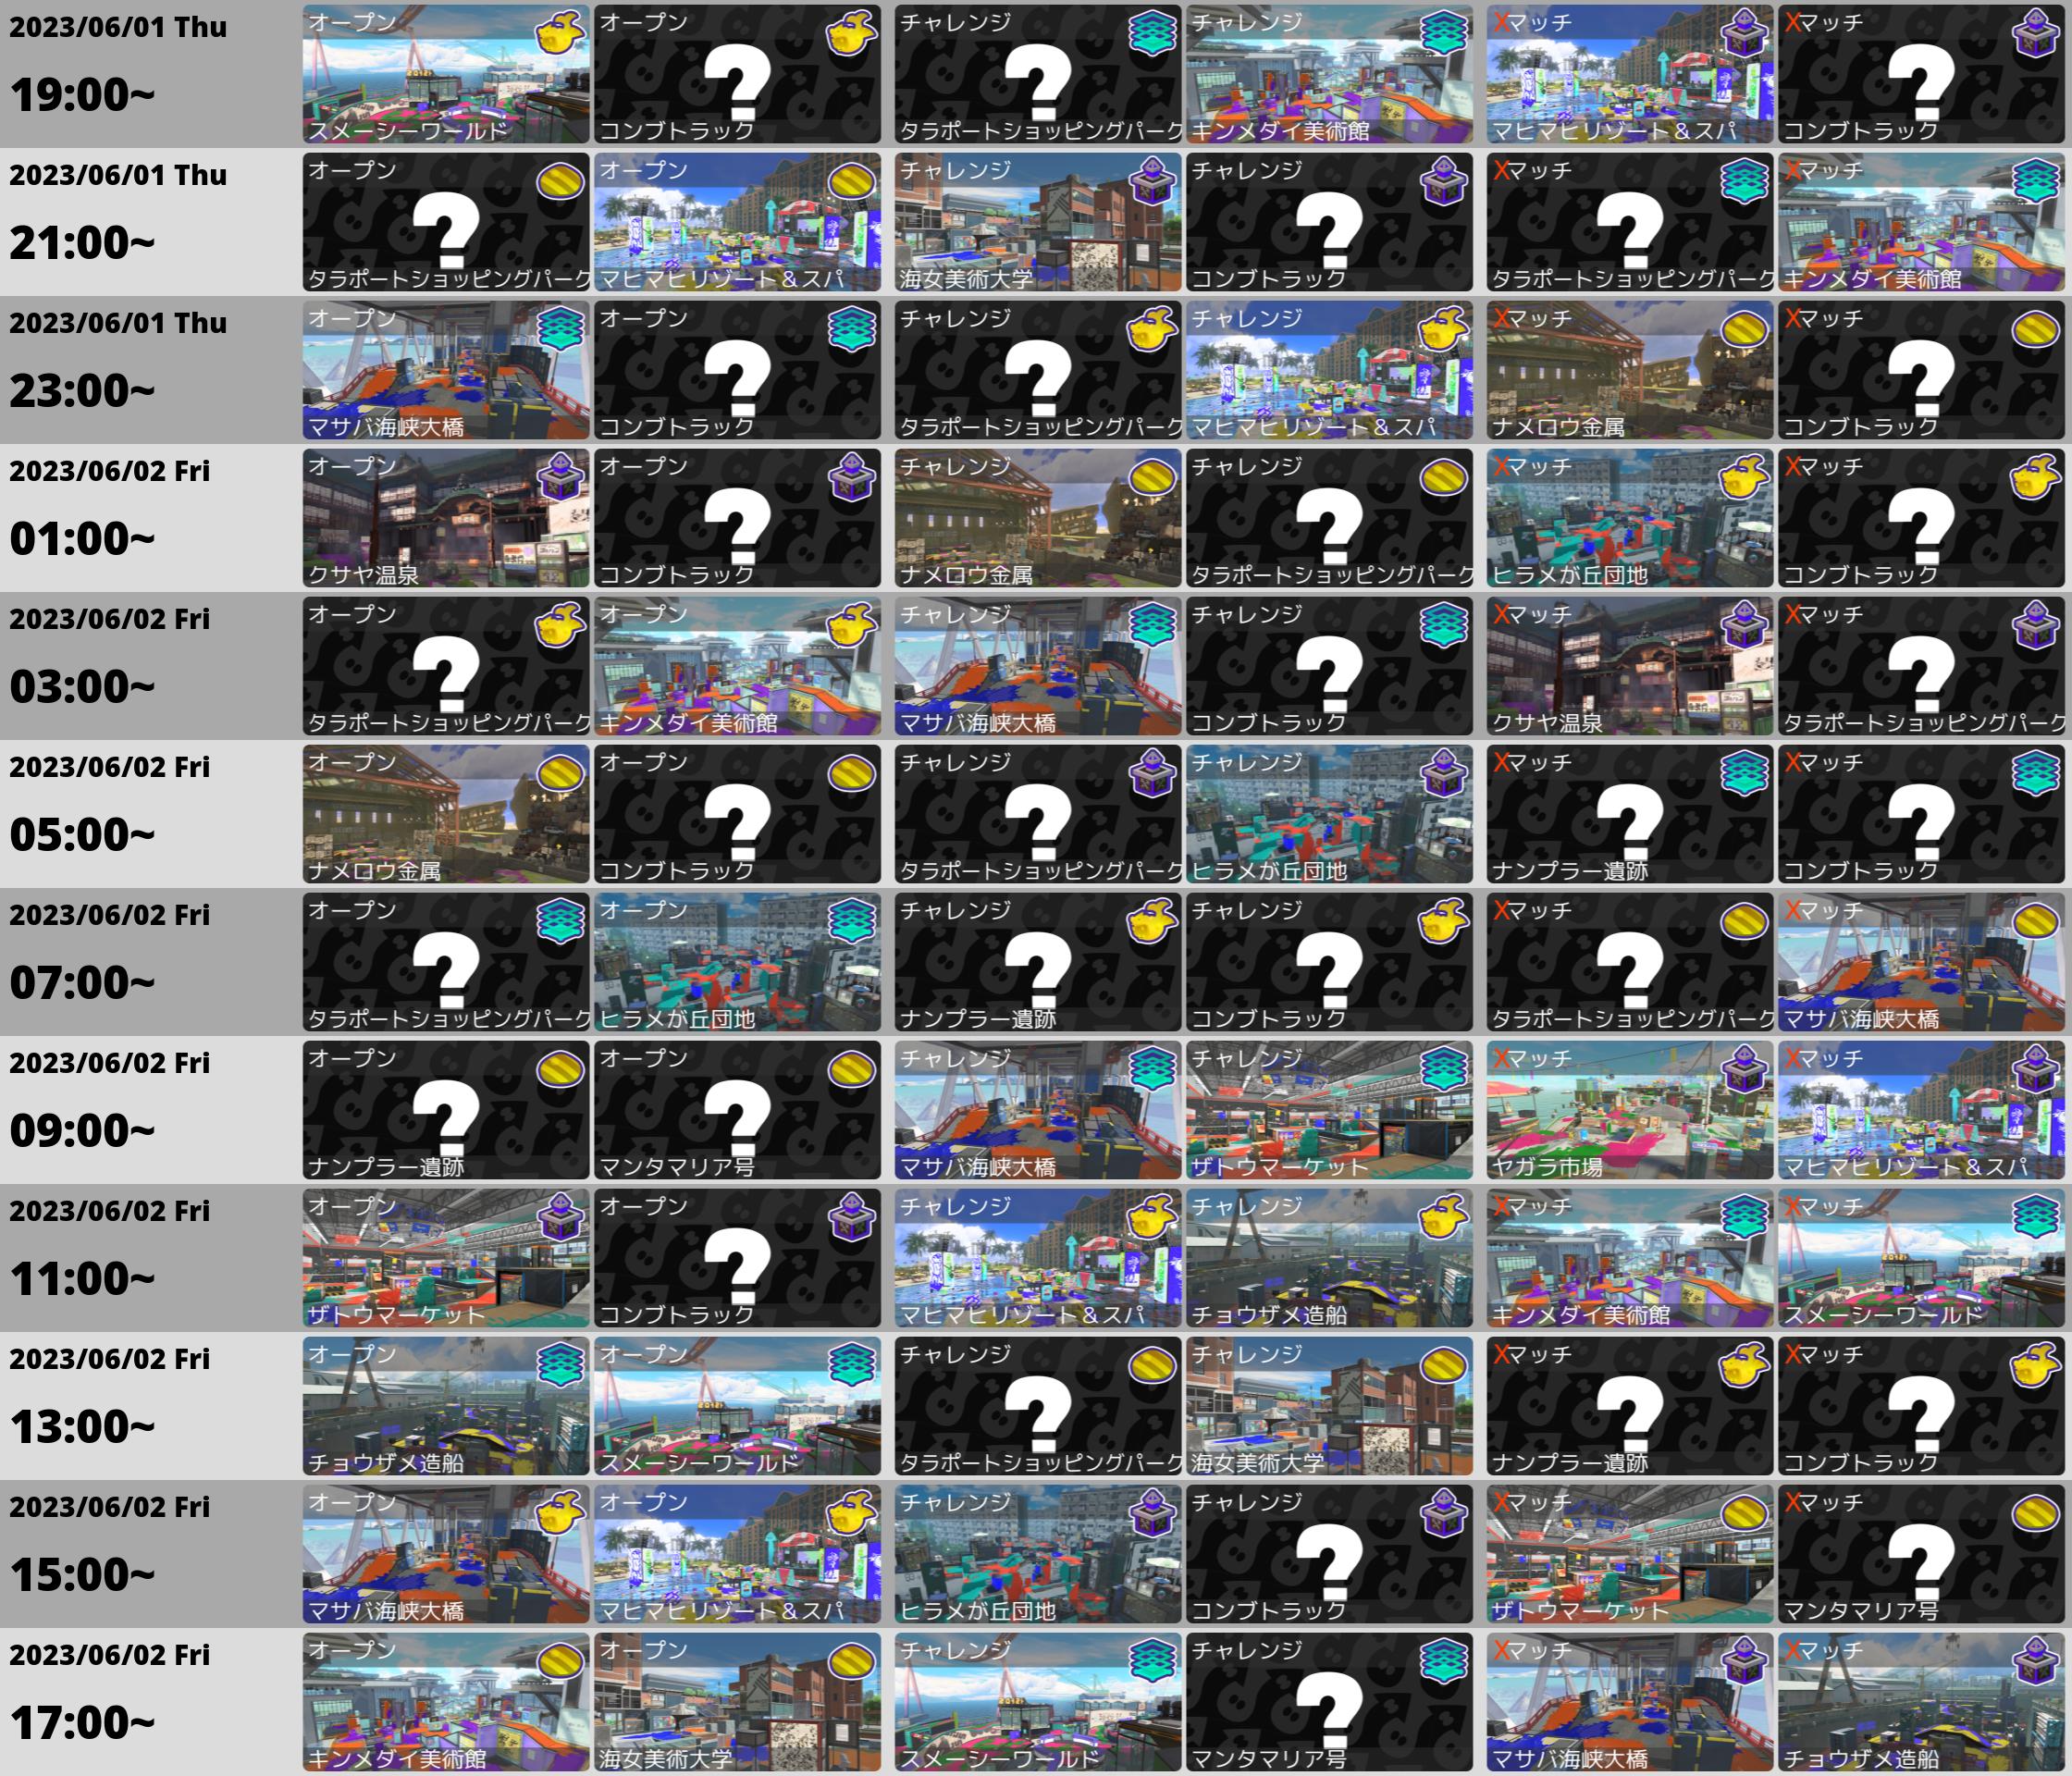 2023/06/01 Thu
19:00~
オープン
スメーシーワールド
オープン
コンブトラック
チャレンジ
タラポートショッピングパーク
チャレンジ
キンメダイ美術館
Xマッチ
マヒマヒリゾート&スパ
Xマッチ
コンブトラック
2023/06/01 Thu
21:00~
オープン
タラポートショッピングパーク
オープン
マヒマヒリゾート&スパ
チャレンジ
海女美術大学
チャレンジ
コンブトラック
Xマッチ
タラポートショッピングパーク
Xマッチ
キンメダイ美術館
2023/06/01 Thu
23:00~
オープン
マサバ海峡大橋
オープン
コンブトラック
チャレンジ
タラポートショッピングパーク
チャレンジ
マヒマヒリゾート&スパ
Xマッチ
ナメロウ金属
Xマッチ
コンブトラック
2023/06/02 Fri
01:00~
オープン
クサヤ温泉
オープン
コンブトラック
チャレンジ
ナメロウ金属
チャレンジ
タラポートショッピングパーク
Xマッチ
ヒラメが丘団地
Xマッチ
コンブトラック
2023/06/02 Fri
03:00~
オープン
タラポートショッピングパーク
オープン
キンメダイ美術館
チャレンジ
マサバ海峡大橋
チャレンジ
コンブトラック
Xマッチ
クサヤ温泉
Xマッチ
タラポートショッピングパーク
2023/06/02 Fri
05:00~
オープン
ナメロウ金属
オープン
コンブトラック
チャレンジ
タラポートショッピングパーク
チャレンジ
ヒラメが丘団地
Xマッチ
ナンプラー遺跡
Xマッチ
コンブトラック
2023/06/02 Fri
07:00~
オープン
タラポートショッピングパーク
オープン
ヒラメが丘団地
チャレンジ
ナンプラー遺跡
チャレンジ
コンブトラック
Xマッチ
タラポートショッピングパーク
Xマッチ
マサバ海峡大橋
2023/06/02 Fri
09:00~
オープン
ナンプラー遺跡
オープン
マンタマリア号
チャレンジ
マサバ海峡大橋
チャレンジ
ザトウマーケット
Xマッチ
ヤガラ市場
Xマッチ
マヒマヒリゾート&スパ
2023/06/02 Fri
11:00~
オープン
ザトウマーケット
オープン
コンブトラック
チャレンジ
マヒマヒリゾート&スパ
チャレンジ
チョウザメ造船
Xマッチ
キンメダイ美術館
Xマッチ
スメーシーワールド
2023/06/02 Fri
13:00~
オープン
チョウザメ造船
オープン
スメーシーワールド
チャレンジ
タラポートショッピングパーク
チャレンジ
海女美術大学
Xマッチ
ナンプラー遺跡
Xマッチ
コンブトラック
2023/06/02 Fri
15:00~
オープン
マサバ海峡大橋
オープン
マヒマヒリゾート&スパ
チャレンジ
ヒラメが丘団地
チャレンジ
コンブトラック
Xマッチ
ザトウマーケット
Xマッチ
マンタマリア号
2023/06/02 Fri
17:00~
オープン
キンメダイ美術館
オープン
海女美術大学
チャレンジ
スメーシーワールド
チャレンジ
マンタマリア号
Xマッチ
マサバ海峡大橋
Xマッチ
チョウザメ造船